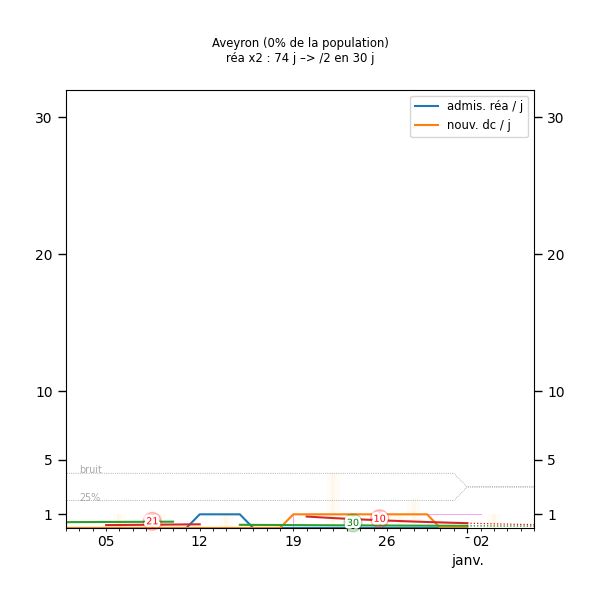 Aveyron (0% de la population)
réa x2 : 74 j –> /2 en 30 j
admis. réa / j
nouv. dc / j
30 30
20 20
10 10
5 5
1 1
bruit
25%
21
30
10
05 12 19 26 - 02
janv.